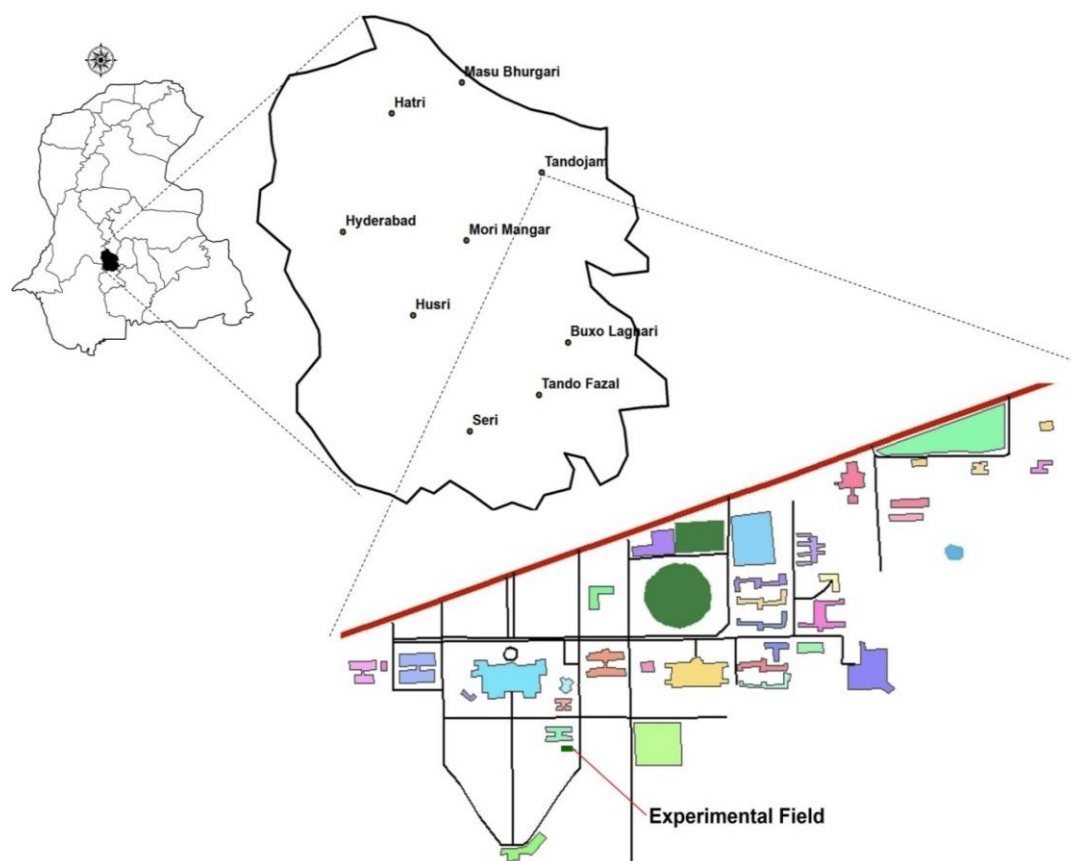 Masu Bhurgari
Hatri
Tandojam
Hyderabad
Mori Mangar
Husri
Buxo Laghari
Tando Fazal
Seri
Experimental Field